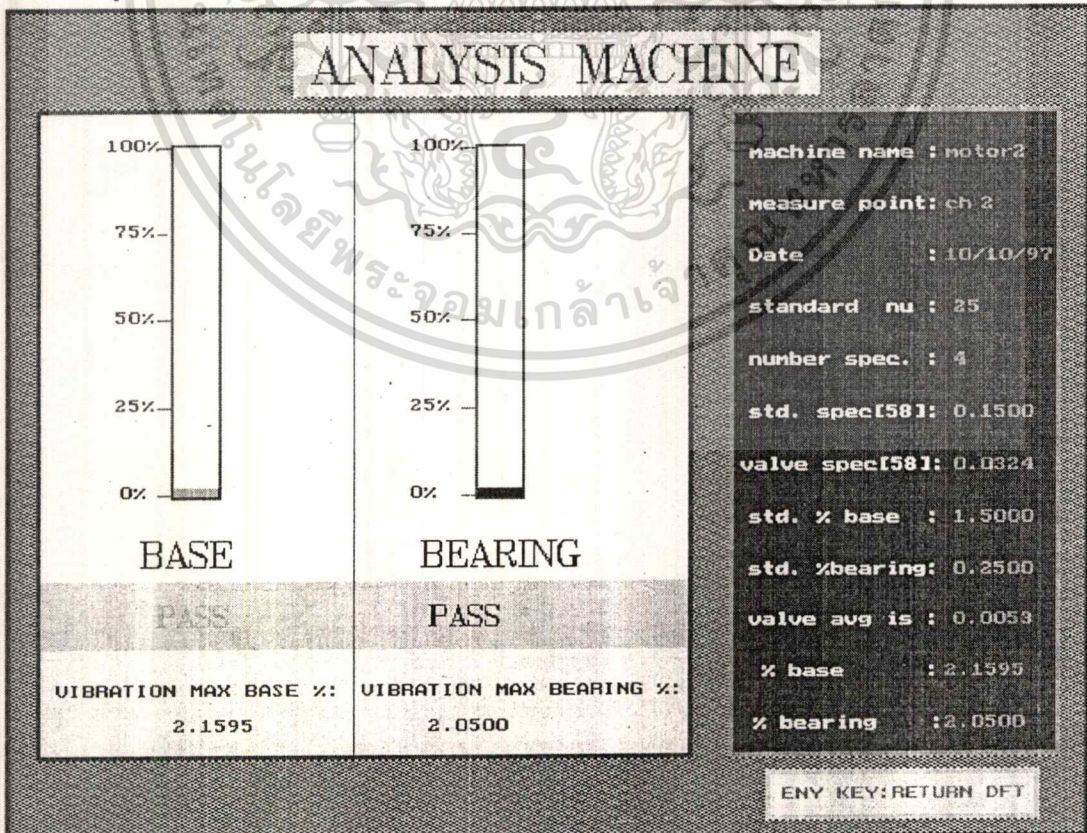 ANALYSIS MACHINE
100%
75%
50%
25%
0%
BASE
PASS
VIBRATION MAX BASE %:
2.1595
100%
75%
50%
25%
0%
BEARING
PASS
VIBRATION MAX BEARING %:
2.0500
machine name : motor2
measure point: ch 2
Date : 10/10/97
standard nu : 25
number spec. : 4
std. spec[58]: 0.1500
valve spec[58]: 0.0324
std. % base : 1.5000
std. %bearing: 0.2500
valve avg is : 0.0053
% base : 2.1595
% bearing :2.0500
ENY KEY:RETURN DFT